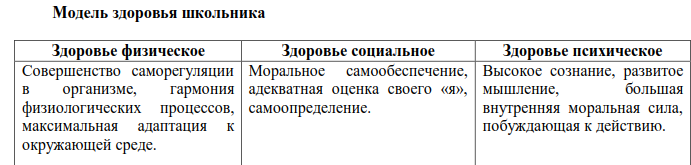 Модель здоровья школьника
Здоровье физическое
Здоровье социальное
Здоровье психическое
Совершенство саморегуляции
в организме, гармония
физиологических процессов,
максимальная адаптация к
окружающей среде.
Моральное самообеспечение,
адекватная оценка своего «я»,
самоопределение.
Высокое сознание, развитое
мышление, большая
внутренняя моральная сила,
побуждающая к действию.